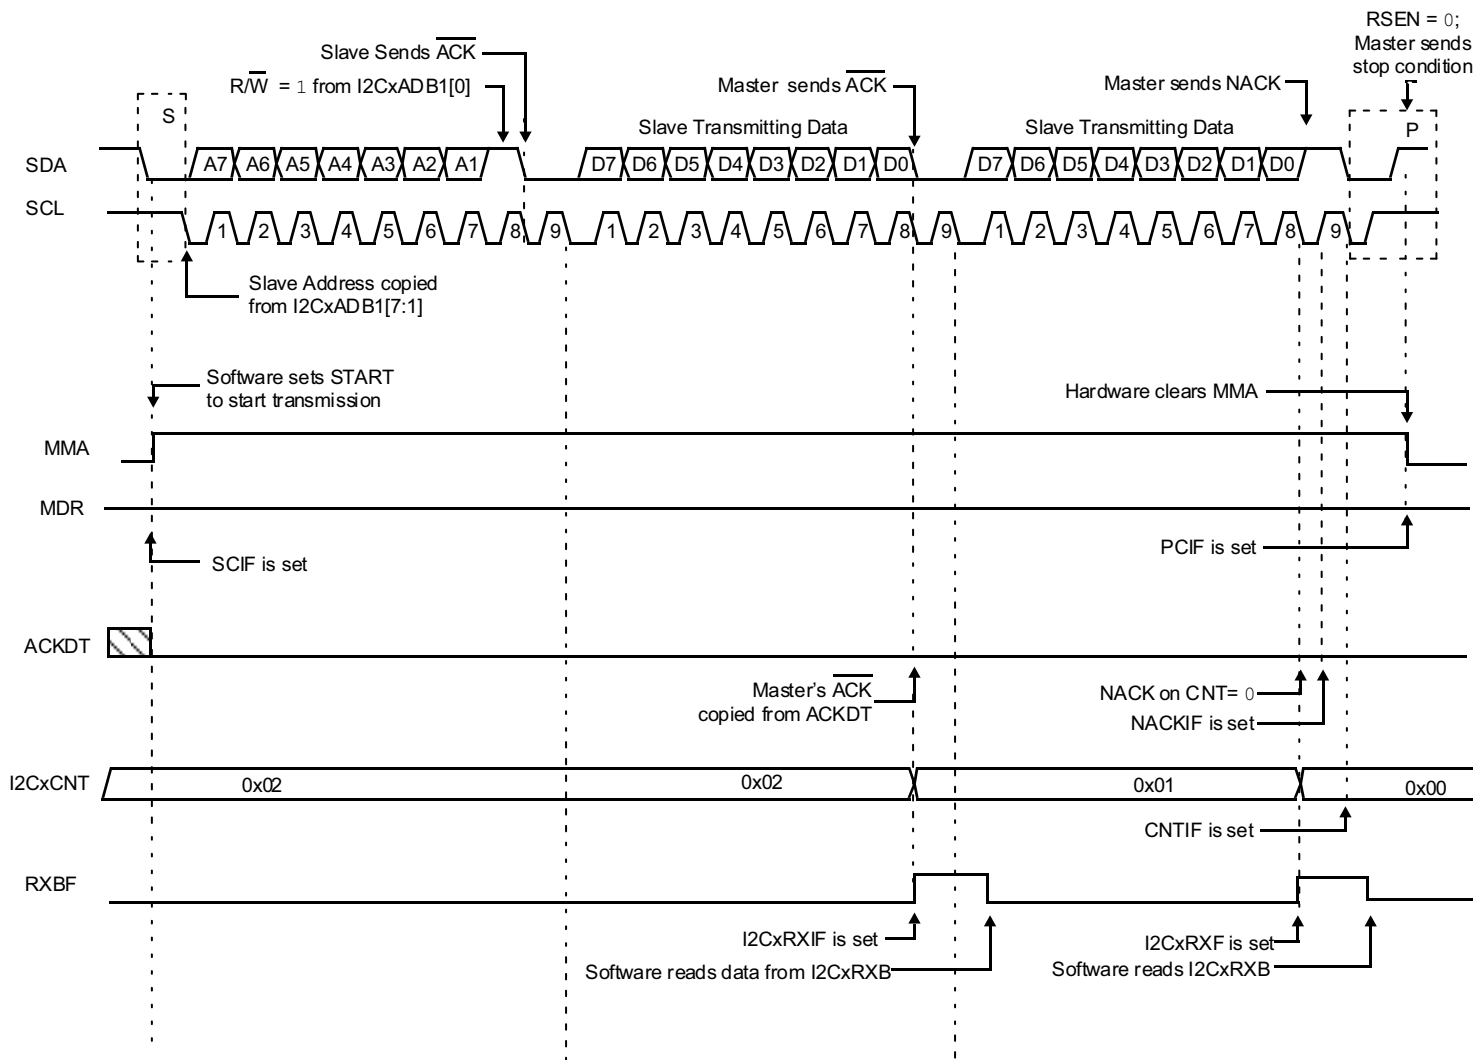 RSEN = 0;
Master sends
stop condition
Slave Sends ACK
R/W = 1 from I2CxADB1[0]
Master sends ACK
Master sends NACK
S
Slave Transmitting Data
Slave Transmitting Data
P
SDA
A7 A6 A5 A4 A3 A2 A1
D7 D6 D5 D4 D3 D2 D1 D0
D7 D6 D5 D4 D3 D2 D1 D0
SCL
1 2 3 4 5 6 7 8 9
1 2 3 4 5 6 7 8 9
1 2 3 4 5 6 7 8 9
Slave Address copied
from I2CxADB1[7:1]
Software sets START
to start transmission
Hardware clears MMA
MMA
MDR
SCIF is set
PCIF is set
ACKDT
Master's ACK
copied from ACKDT
NACK on CNT= 0
NACKIF is set
I2CxCNT
0x02
0x02
0x01
0x00
CNTIF is set
RXBF
I2CxRXIF is set
Software reads data from I2CxRXB
I2CxRXF is set
Software reads I2CxRXB